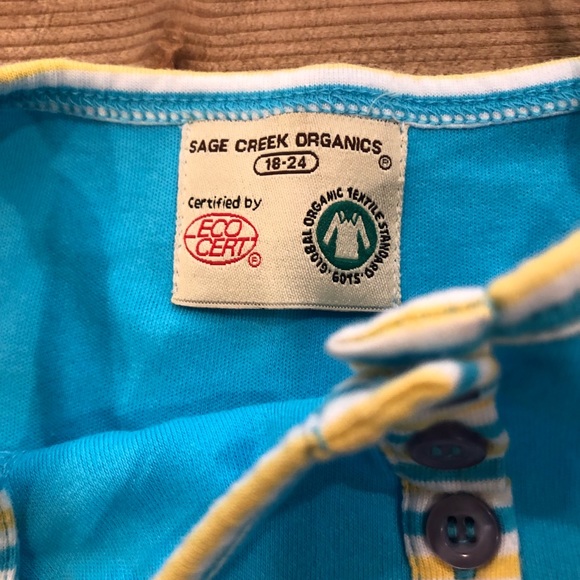 SAGE CREEK ORGANICS ®
18-24
Certified by
ECO
CERT ®
GLOBAL ORGANIC TEXTILE STANDARD
·GOTS·